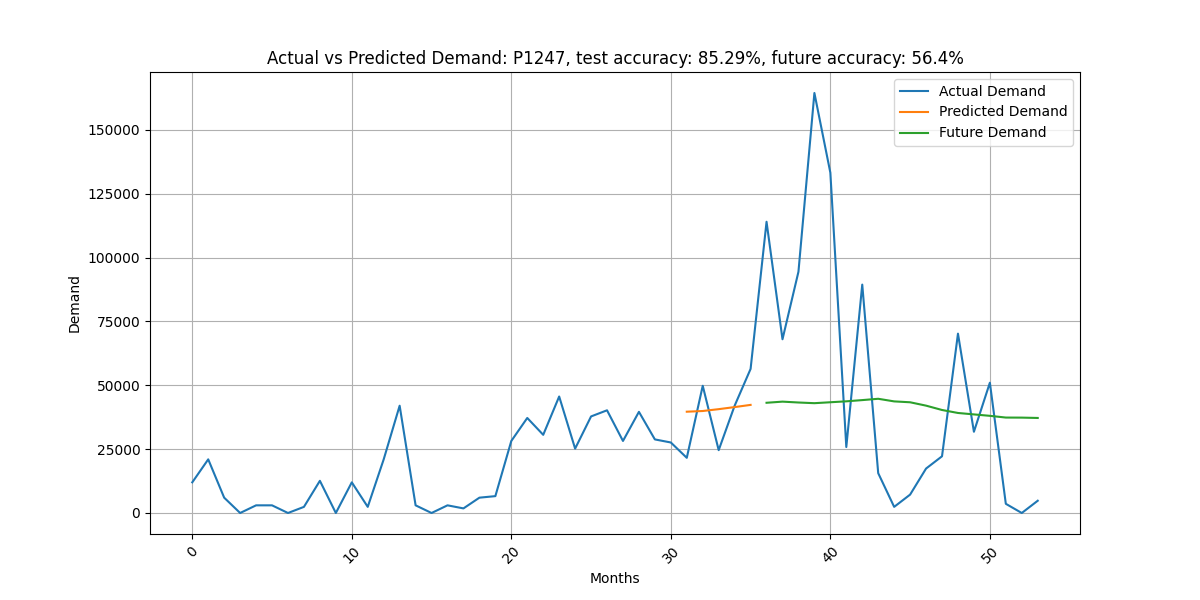 Actual vs Predicted Demand: P1247, test accuracy: 85.29%, future accuracy: 56.4%
Actual Demand
Predicted Demand
Future Demand
150000
125000
100000
75000
50000
25000
0
Demand
0 10 20 30 40 50
Months